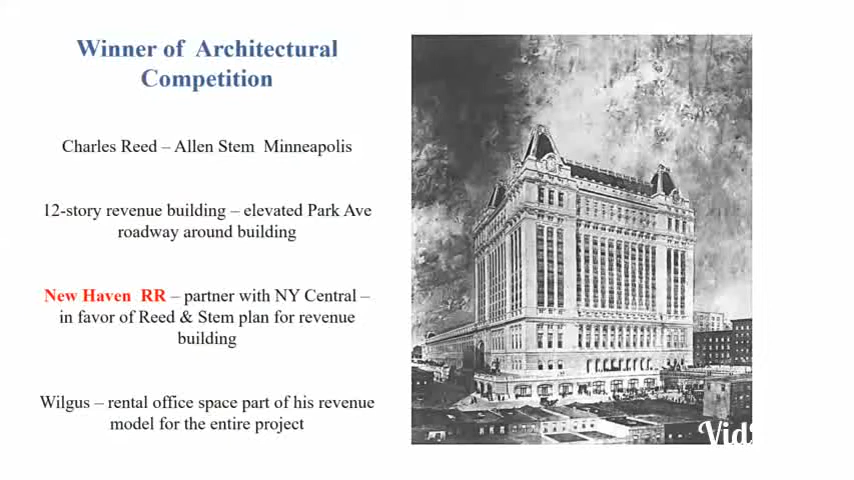 Winner of Architectural
Competition
Charles Reed – Allen Stem Minneapolis
12-story revenue building – elevated Park Ave
roadway around building
New Haven RR – partner with NY Central –
in favor of Reed & Stem plan for revenue
building
Wilgus – rental office space part of his revenue
model for the entire project